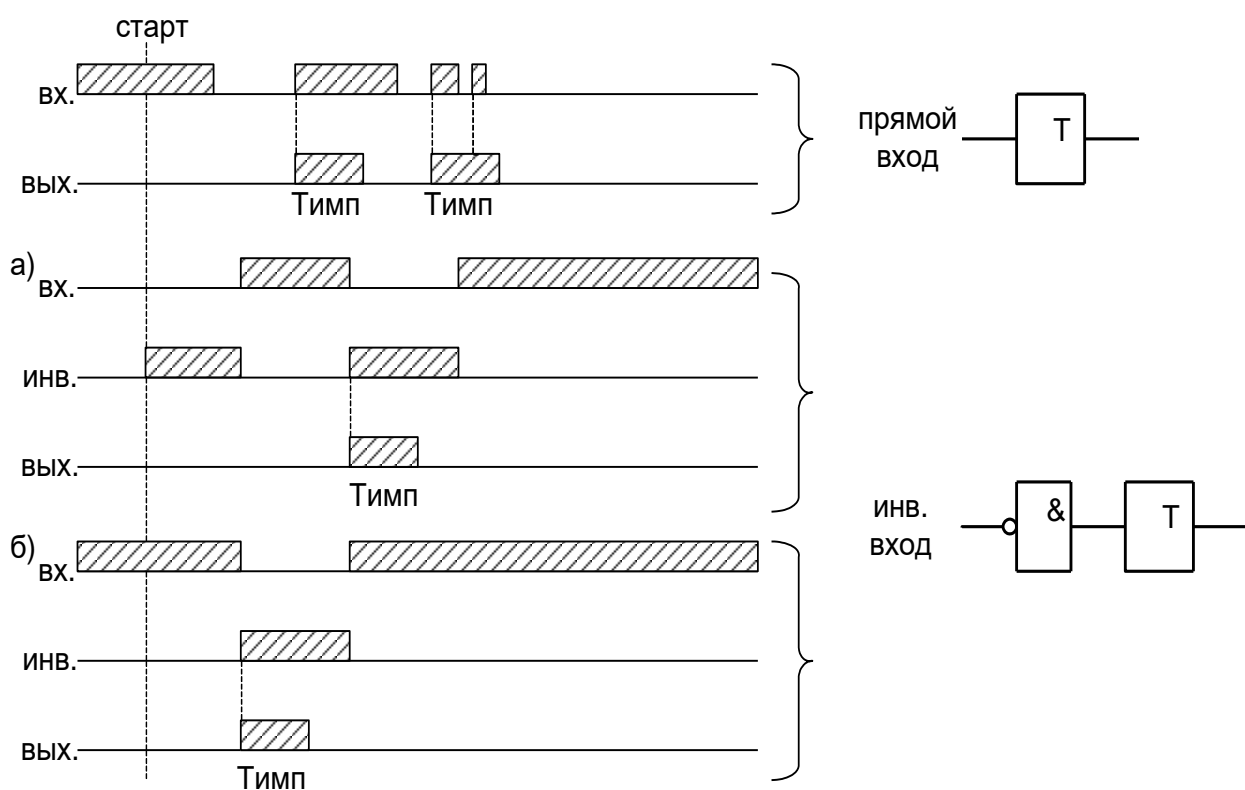 старт
вх.
вых.
Тимп Тимп
прямой
вход
Т
а)
вх.
инв.
вых.
Тимп
б)
вх.
инв.
вых.
Тимп
инв.
вход
& Т